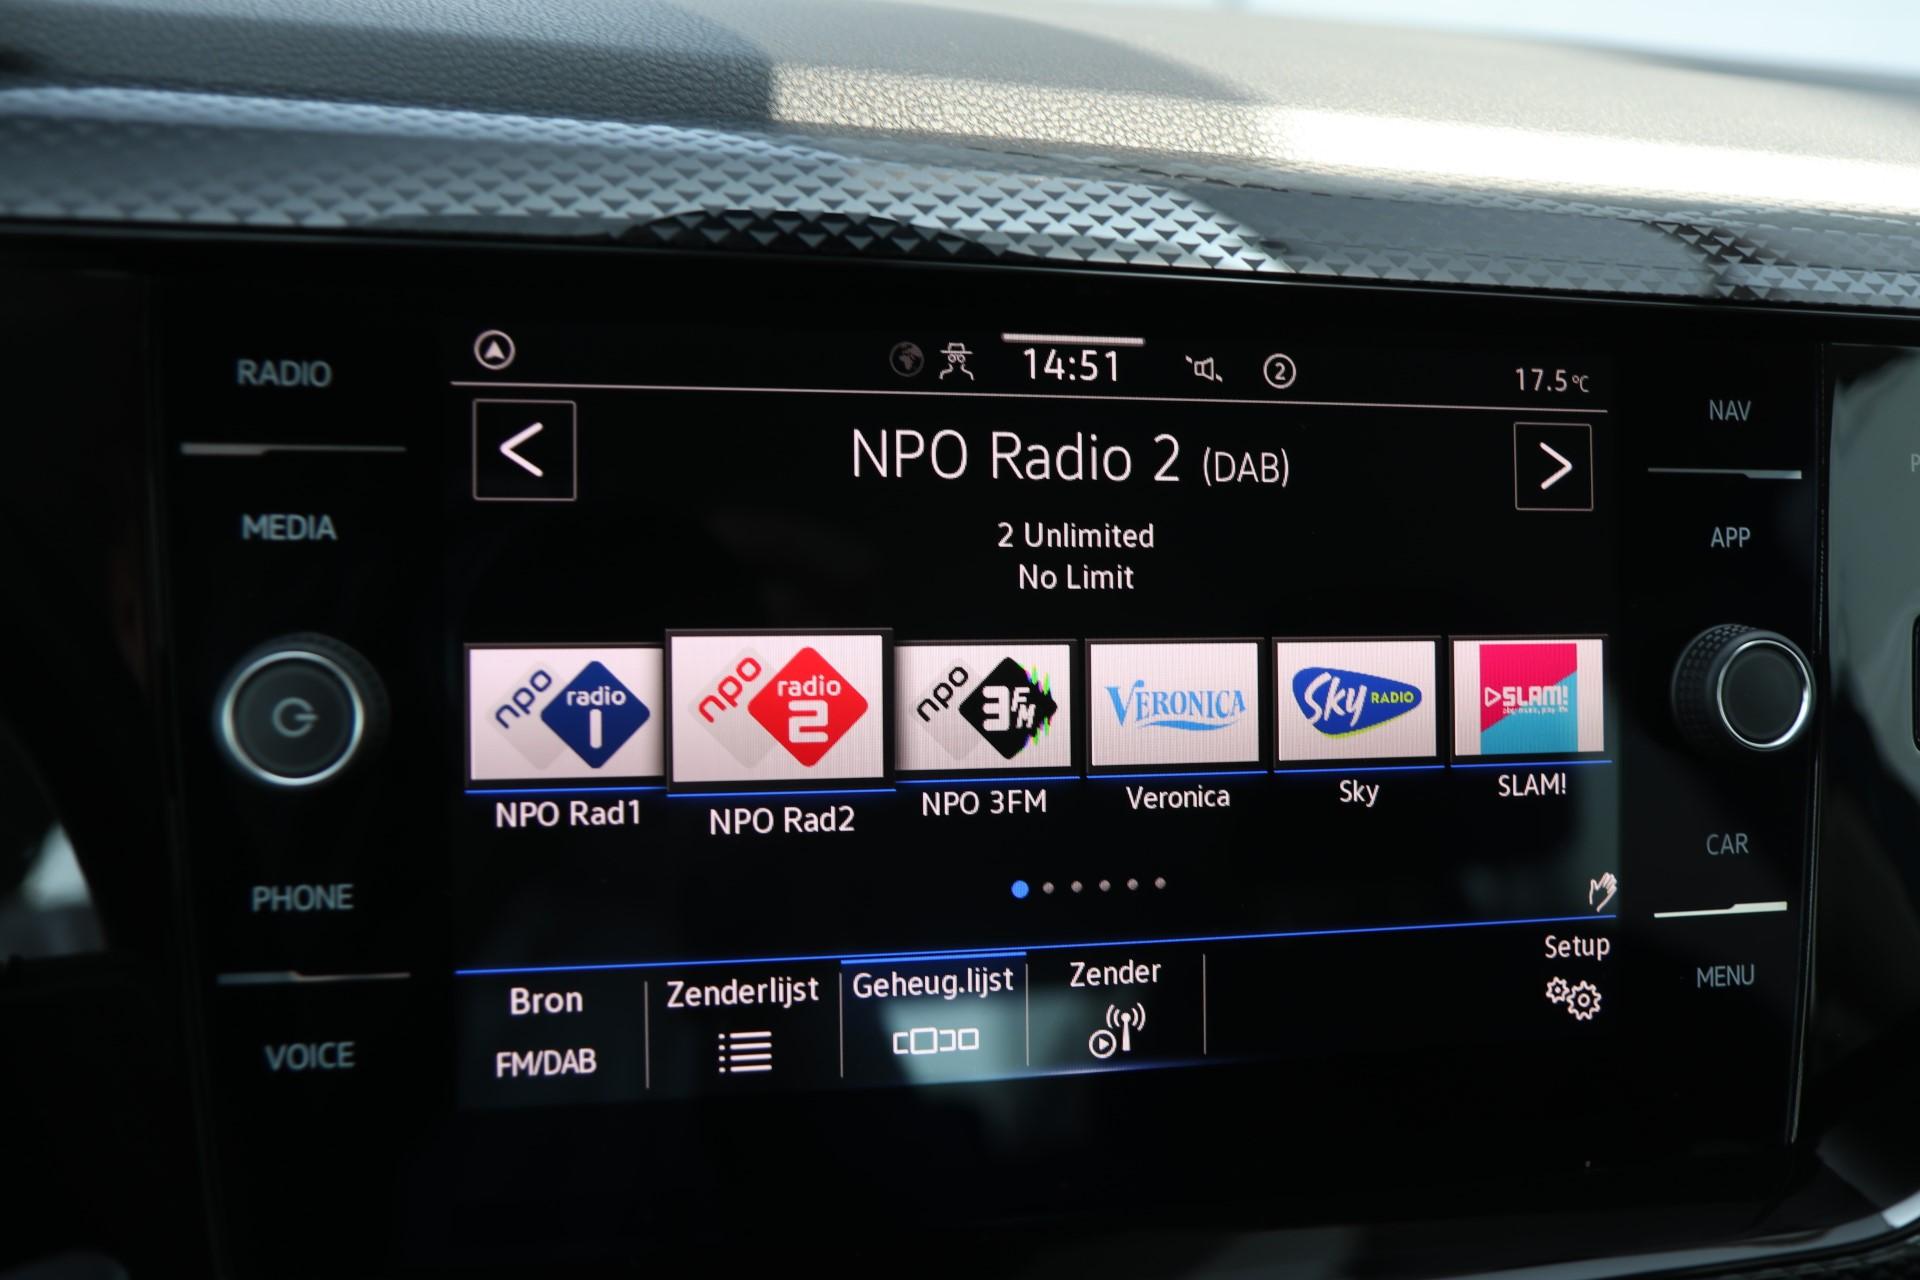 RADIO
MEDIA
PHONE
VOICE
14:51
2
17.5°C
<
NPO Radio 2 (DAB)
>
2 Unlimited
No Limit
npo radio 1
npo radio 2
npo 3FM
VERONICA
Sky RADIO
SLAM!
NPO Rad1
NPO Rad2
NPO 3FM
Veronica
Sky
SLAM!
Bron
FM/DAB
Zenderlijst
Geheug.lijst
Zender
Setup
NAV
APP
CAR
MENU